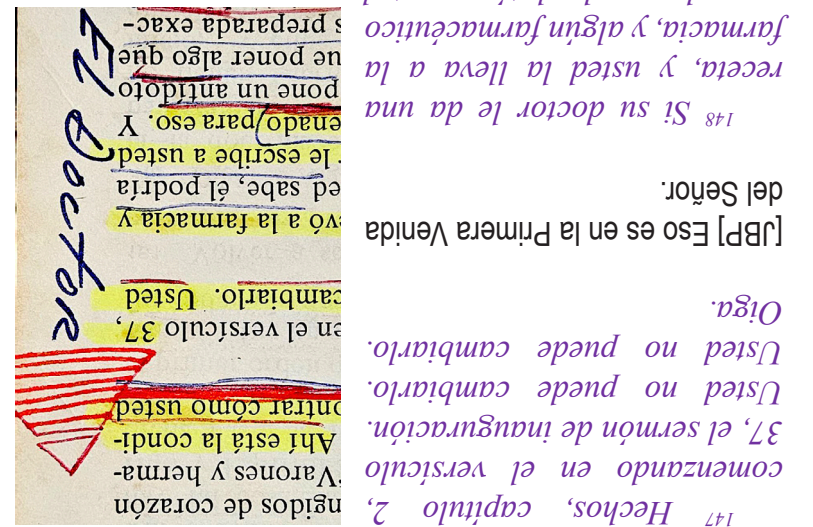 147 Hechos, capítulo 2,
comenzando en el versículo
37, el sermón de inauguración.
Usted no puede cambiarlo.
Usted no puede cambiarlo.
Oiga.
[JBP] Eso es en la Primera Venida
del Señor.
148 Si su doctor le da una
receta, y usted la lleva a la
farmacia, y algún farmacéutico
ngidos de corazón
Varones y herma-
Ahí está la condi-
ontrar cómo usted
en el versículo 37,
cambiarlo. Usted
evó a la farmacia y
ed sabe, él podría
r le escribe a usted
enado para eso. Y
pone un antídoto
ue poner algo que
s preparada exac-
El Doctor